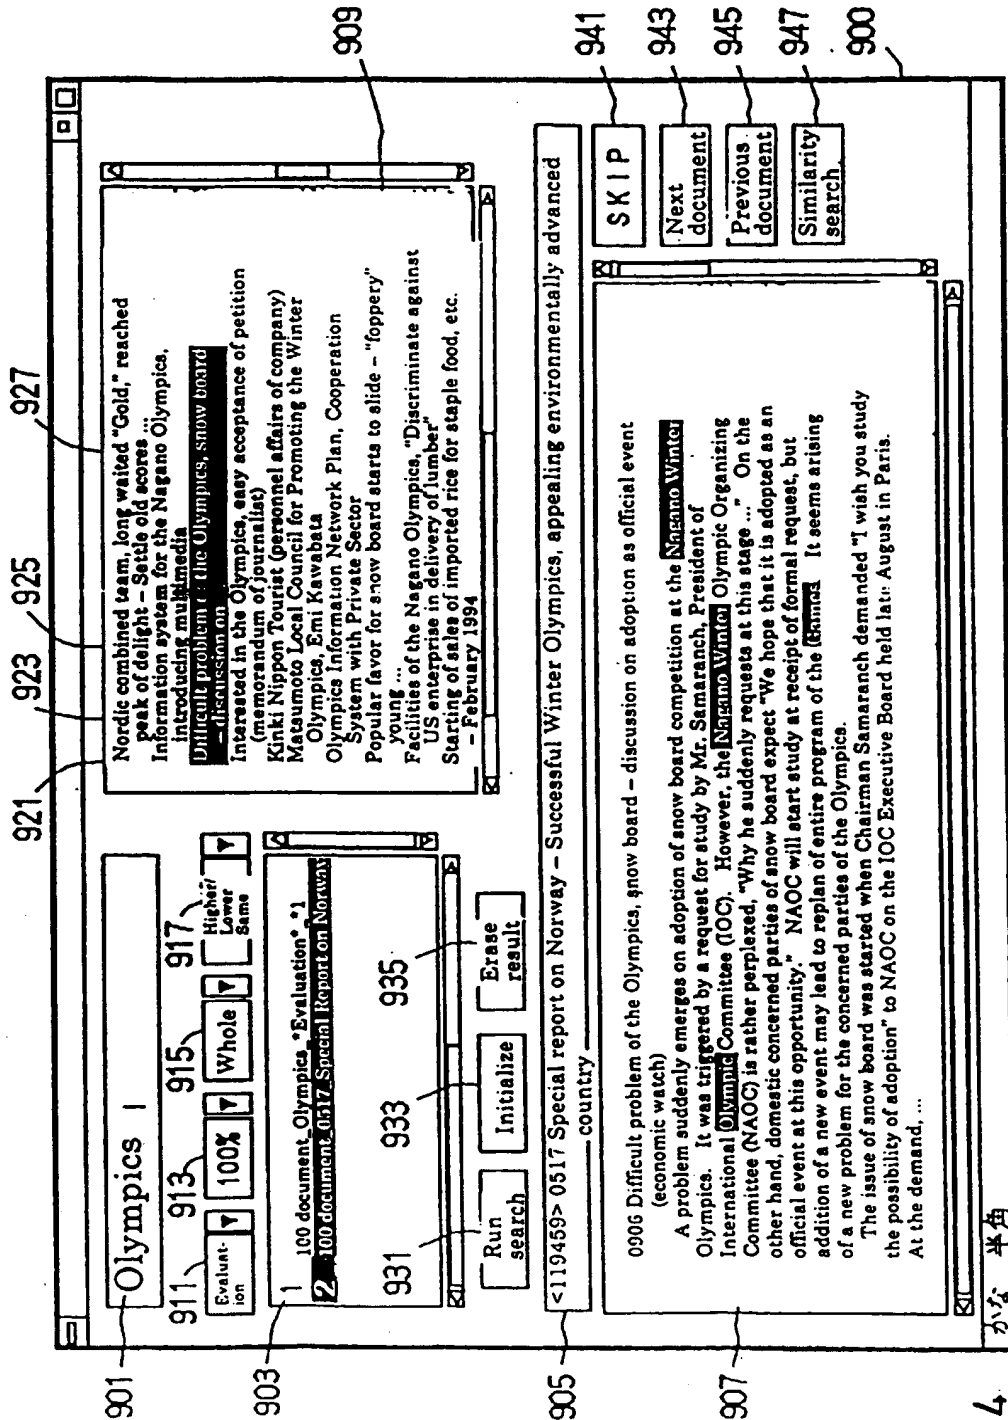 901
Olympics
911
913
915
917
Evaluat-
ion
100%
Whole
Higher/
Lower
Same
903
1
100 document_Olympics_*Evaluation*_*1
2
100 document_0517_Special Report on Norway
931
933
935
Run
search
Initialize
Erase
result
921
923
925
927
Nordic combined team, long waited "Gold," reached
peak of delight – Settle old scores ...
Information system for the Nagano Olympics,
introducing multimedia
Difficult problem of the Olympics, snow board
– discussion on
Interested in the Olympics, easy acceptance of petition
(memorandum of journalist)
Kinki Nippon Tourist (personnel affairs of company)
Matsumoto Local Council for Promoting the Winter
Olympics, Emi Kawabata
Olympics Information Network Plan, Cooperation
System with Private Sector
Popular favor for snow board starts to slide – "foppery"
young ...
Facilities of the Nagano Olympics, "Discriminate against
US enterprise in delivery of lumber"
Starting of sales of imported rice for staple food, etc.
– February 1994
909
905
<119459> 0517 Special report on Norway – Successful Winter Olympics, appealing environmentally advanced
country
907
0906 Difficult problem of the Olympics, snow board – discussion on adoption as official event
(economic watch)
A problem suddenly emerges on adoption of snow board competition at the Nagano Winter
Olympics. It was triggered by a request for study by Mr. Samaranch, President of
International Olympic Committee (IOC). However, the Nagano Winter Olympic Organizing
Committee (NAOC) is rather perplexed, "Why he suddenly requests at this stage ..." On the
other hand, domestic concerned parties of snow board expect "We hope that it is adopted as an
official event at this opportunity." NAOC will start study at receipt of formal request, but
addition of a new event may lead to replan of entire program of the It seems arising
of a new problem for the concerned parties of the Olympics.
The issue of snow board was started when Chairman Samaranch demanded "I wish you study
the possibility of adoption" to NAOC on the IOC Executive Board held late August in Paris.
At the demand, ...
SKIP
941
Next
document
943
Previous
document
945
Similarity
search
947
900
かな 半角
4